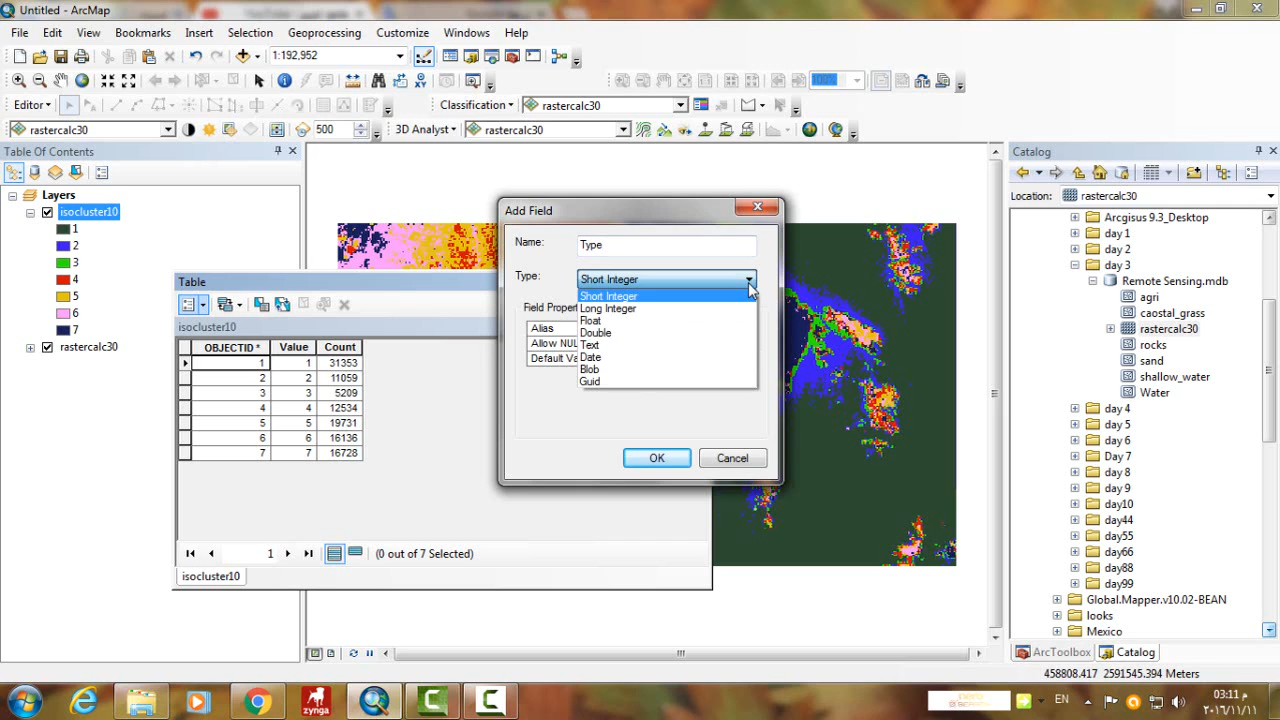 Untitled - ArcMap
File Edit View Bookmarks Insert Selection Geoprocessing Customize Windows Help
1:192,952
100%
Editor
Classification rastercalc30
rastercalc30 500 3D Analyst rastercalc30
Table Of Contents
Layers
isocluster10
1
2
3
4
5
6
7
rastercalc30
Table
isocluster10
OBJECTID * Value Count
1 1 31353
2 2 11059
3 3 5209
4 4 12534
5 5 19731
6 6 16136
7 7 16728
1 (0 out of 7 Selected)
isocluster10
Add Field
Name: Type
Type: Short Integer
Short Integer
Long Integer
Float
Double
Text
Date
Blob
Guid
Field Propert
Alias
Allow NUL
Default Va
OK Cancel
Catalog
Location: rastercalc30
Arcgisius 9.3_Desktop
day 1
day 2
day 3
Remote Sensing.mdb
agri
caostal_grass
rastercalc30
rocks
sand
shallow_water
Water
day 4
day 5
day 6
Day 7
day 8
day 9
day10
day44
day55
day66
day88
day99
Global.Mapper.v10.02-BEAN
looks
Mexico
ArcToolbox Catalog
458808.417 2591545.394 Meters
zynga
EN
03:11 م
٢٠١٦/١١/١١